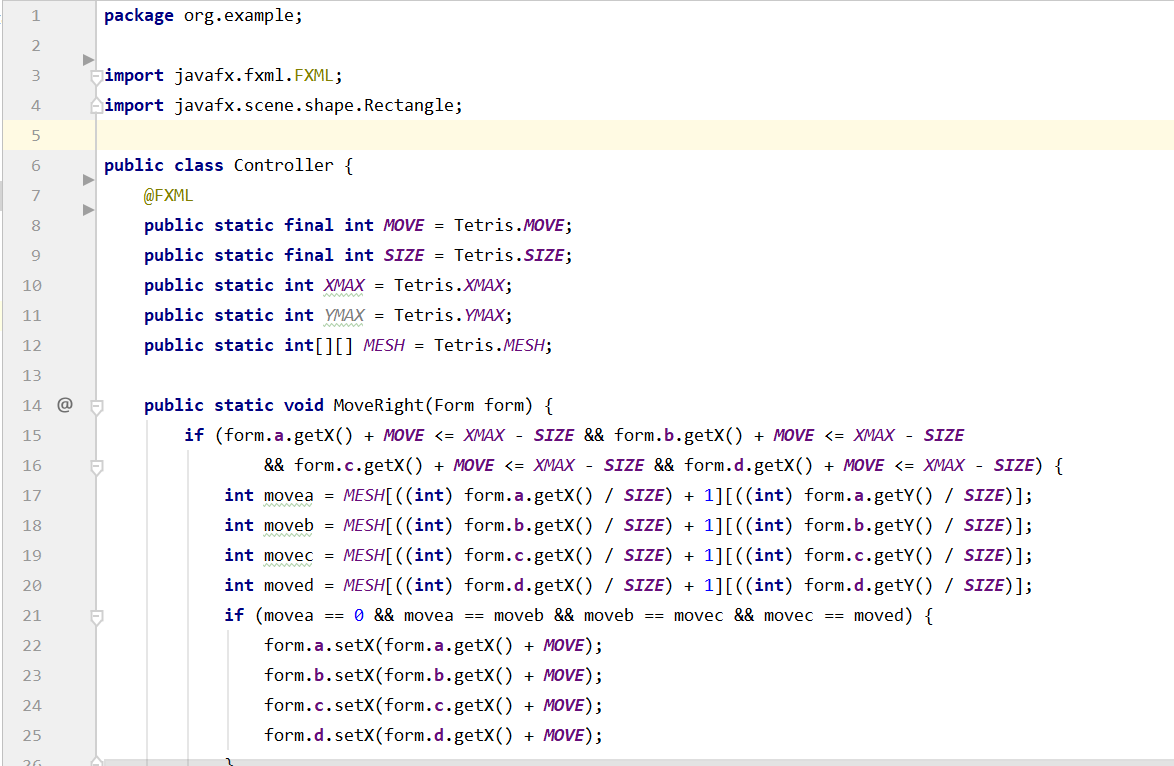 1 package org.example;
2
3 import javafx.fxml.FXML;
4 import javafx.scene.shape.Rectangle;
5
6 public class Controller {
7 @FXML
8 public static final int MOVE = Tetris.MOVE;
9 public static final int SIZE = Tetris.SIZE;
10 public static int XMAX = Tetris.XMAX;
11 public static int YMAX = Tetris.YMAX;
12 public static int[][] MESH = Tetris.MESH;
13
14 @ public static void MoveRight(Form form) {
15 if (form.a.getX() + MOVE <= XMAX - SIZE && form.b.getX() + MOVE <= XMAX - SIZE
16 && form.c.getX() + MOVE <= XMAX - SIZE && form.d.getX() + MOVE <= XMAX - SIZE) {
17 int movea = MESH[((int) form.a.getX() / SIZE) + 1][((int) form.a.getY() / SIZE)];
18 int moveb = MESH[((int) form.b.getX() / SIZE) + 1][((int) form.b.getY() / SIZE)];
19 int movec = MESH[((int) form.c.getX() / SIZE) + 1][((int) form.c.getY() / SIZE)];
20 int moved = MESH[((int) form.d.getX() / SIZE) + 1][((int) form.d.getY() / SIZE)];
21 if (movea == 0 && movea == moveb && moveb == movec && movec == moved) {
22 form.a.setX(form.a.getX() + MOVE);
23 form.b.setX(form.b.getX() + MOVE);
24 form.c.setX(form.c.getX() + MOVE);
25 form.d.setX(form.d.getX() + MOVE);
26 }